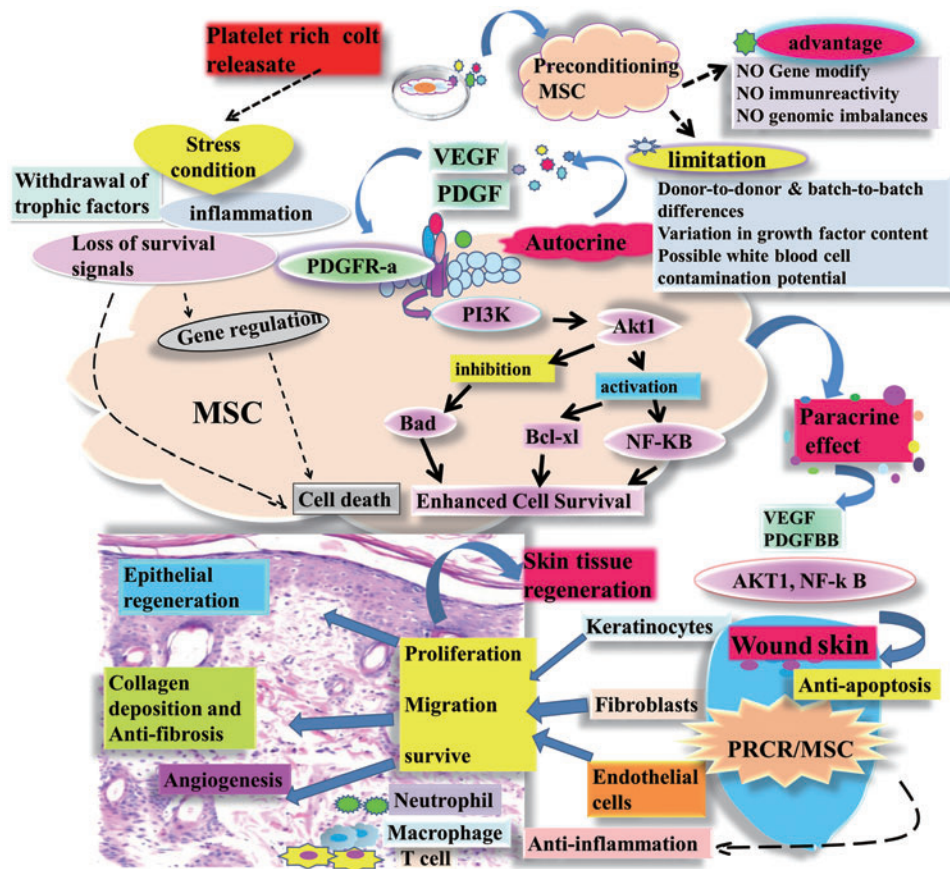 Platelet rich colt
releasate
Preconditioning
MSC
advantage
NO Gene modify
NO immunreactivity
NO genomic imbalances
Stress
condition
VEGF
PDGF
limitation
Withdrawal of
trophic factors
inflammation
Donor-to-donor & batch-to-batch
differences
Variation in growth factor content
Possible white blood cell
contamination potential
Loss of survival
signals
PDGFR-a
Autocrine
PI3K
Akt1
Gene regulation
inhibition
activation
MSC
Bad
Bcl-xl
NF-KB
Paracrine
effect
Cell death
Enhanced Cell Survival
VEGF
PDGFBB
AKT1, NF-k B
Epithelial
regeneration
Skin tissue
regeneration
Keratinocytes
Wound skin
Proliferation
Migration
survive
Anti-apoptosis
Collagen
deposition and
Anti-fibrosis
Fibroblasts
PRCR/MSC
Angiogenesis
Endothelial
cells
Neutrophil
Macrophage
T cell
Anti-inflammation